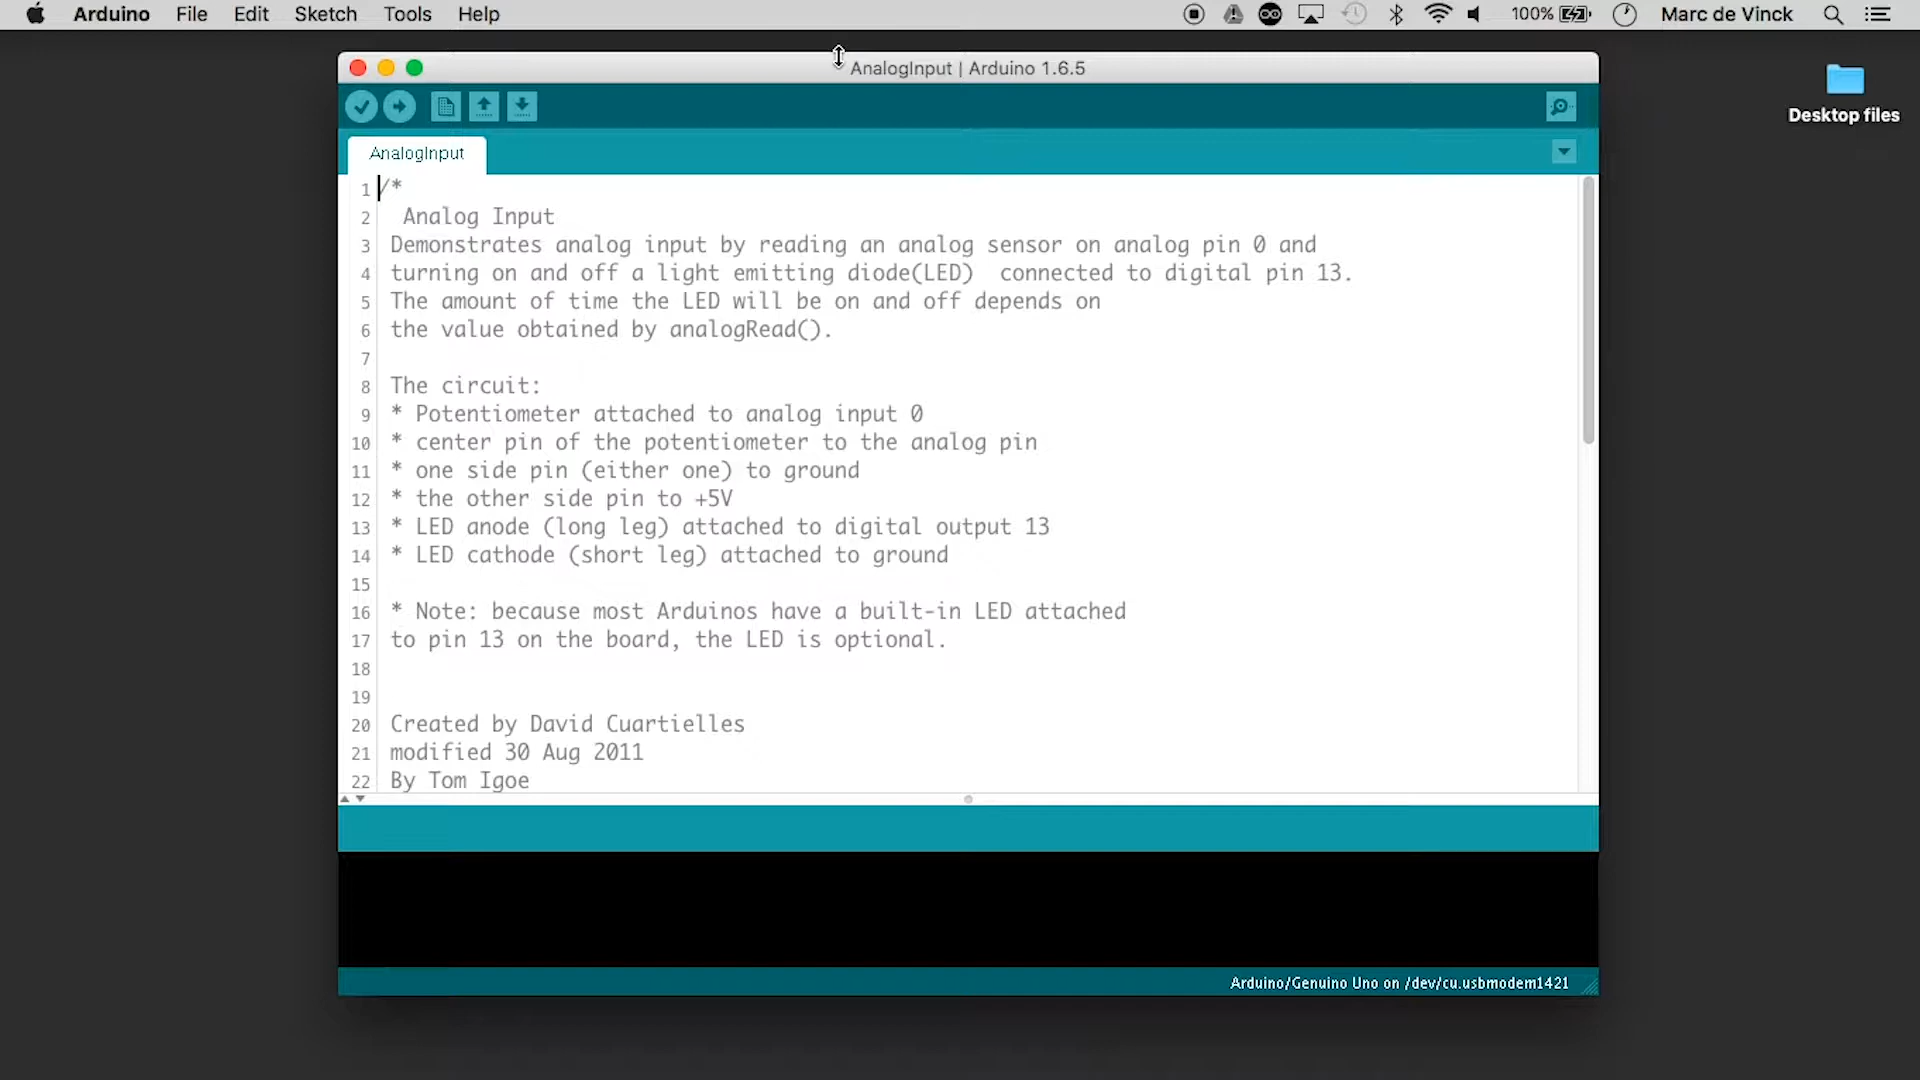 Arduino File Edit Sketch Tools Help 100% Marc de Vinck
AnalogInput | Arduino 1.6.5
Desktop files
AnalogInput
1 /*
2 Analog Input
3 Demonstrates analog input by reading an analog sensor on analog pin 0 and
4 turning on and off a light emitting diode(LED)  connected to digital pin 13.
5 The amount of time the LED will be on and off depends on
6 the value obtained by analogRead().
7
8 The circuit:
9 * Potentiometer attached to analog input 0
10 * center pin of the potentiometer to the analog pin
11 * one side pin (either one) to ground
12 * the other side pin to +5V
13 * LED anode (long leg) attached to digital output 13
14 * LED cathode (short leg) attached to ground
15
16 * Note: because most Arduinos have a built-in LED attached
17 to pin 13 on the board, the LED is optional.
18
19
20 Created by David Cuartielles
21 modified 30 Aug 2011
22 By Tom Igoe
Arduino/Genuino Uno on /dev/cu.usbmodem1421